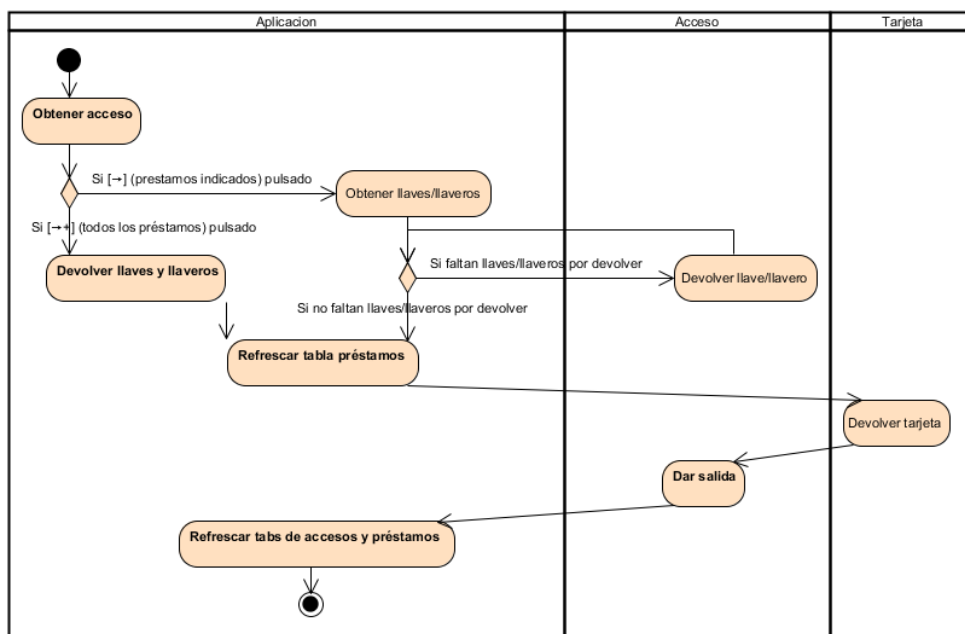 Aplicacion
Acceso
Tarjeta
Obtener acceso
Si [→] (prestamos indicados) pulsado
Obtener llaves/llaveros
Si [→+] (todos los préstamos) pulsado
Devolver llaves y llaveros
Si faltan llaves/llaveros por devolver
Devolver llave/llavero
Si no faltan llaves/llaveros por devolver
Refrescar tabla préstamos
Devolver tarjeta
Dar salida
Refrescar tabs de accesos y préstamos